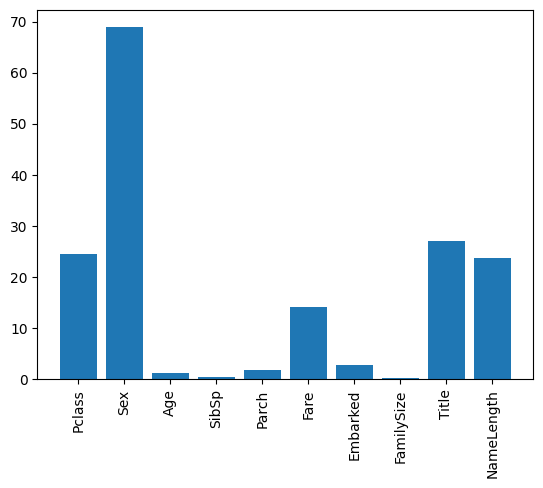 70
60
50
40
30
20
10
0
Pclass
Sex
Age
SibSp
Parch
Fare
Embarked
FamilySize
Title
NameLength